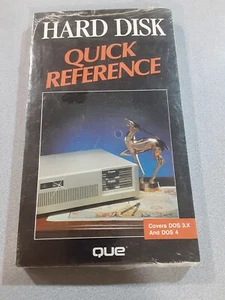 HARD DISK
QUICK
REFERENCE
Covers DOS 3.X
And DOS 4
QUE